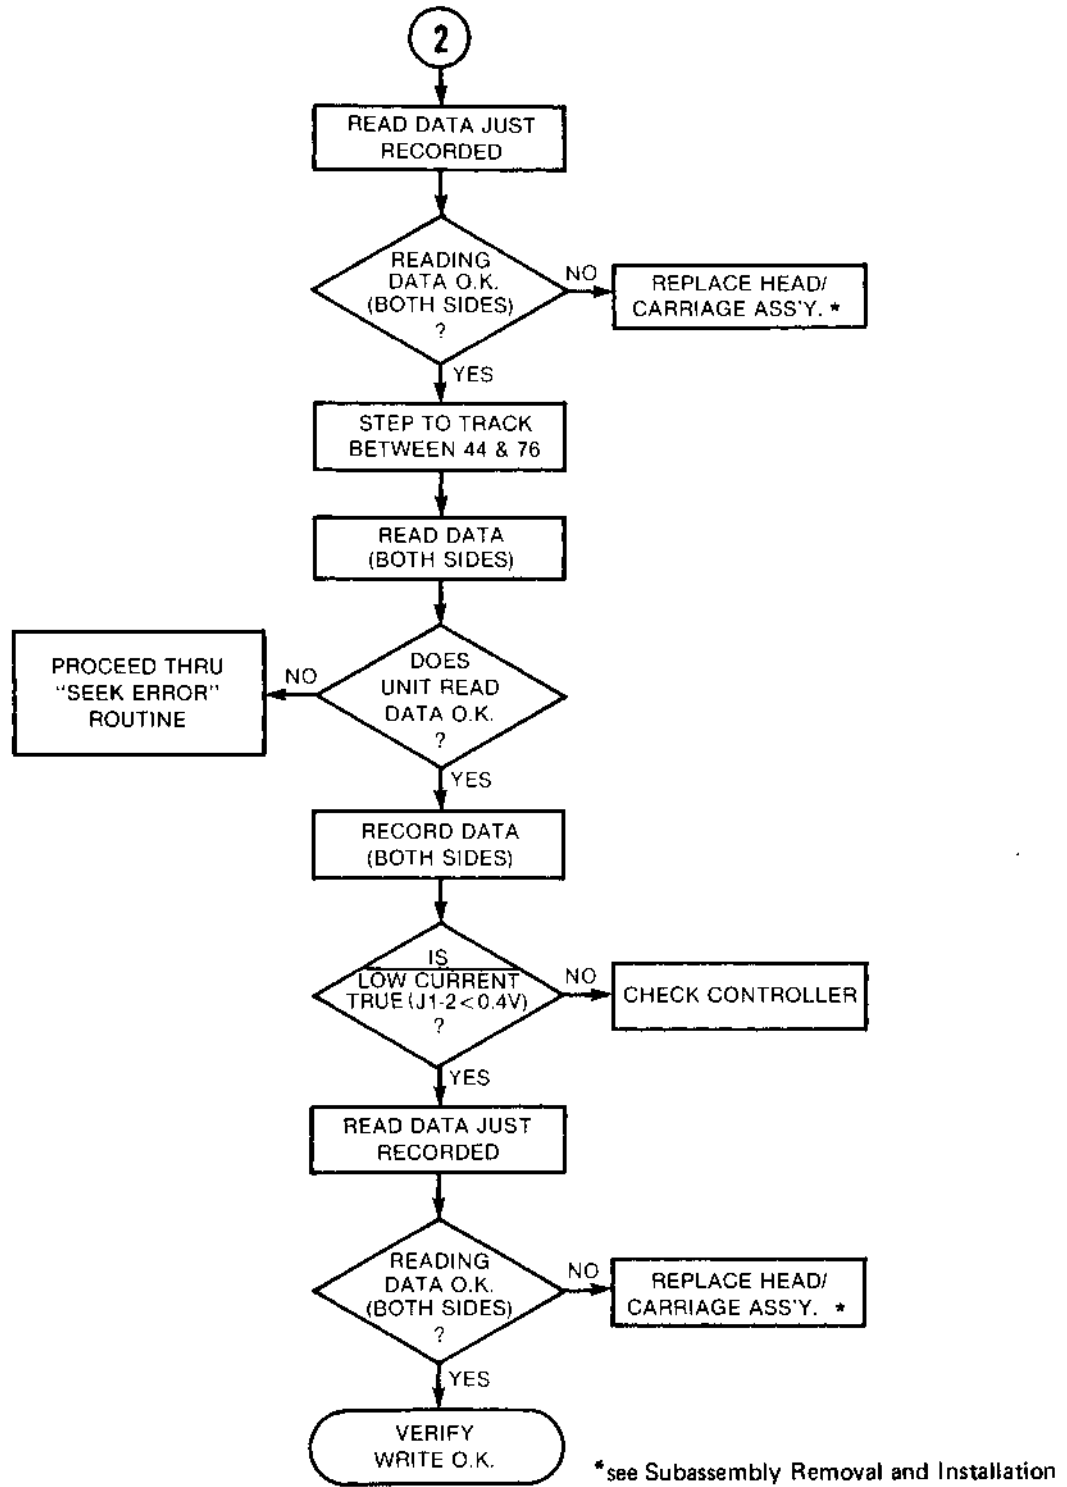 2
READ DATA JUST
RECORDED
READING
DATA O.K.
(BOTH SIDES)
?
NO
REPLACE HEAD/
CARRIAGE ASS'Y. *
YES
STEP TO TRACK
BETWEEN 44 & 76
READ DATA
(BOTH SIDES)
DOES
UNIT READ
DATA O.K.
?
NO
PROCEED THRU
"SEEK ERROR"
ROUTINE
YES
RECORD DATA
(BOTH SIDES)
IS
LOW CURRENT
TRUE (J1-2<0.4V)
?
NO
CHECK CONTROLLER
YES
READ DATA JUST
RECORDED
READING
DATA O.K.
(BOTH SIDES)
?
NO
REPLACE HEAD/
CARRIAGE ASS'Y. *
YES
VERIFY
WRITE O.K.
*see Subassembly Removal and Installation